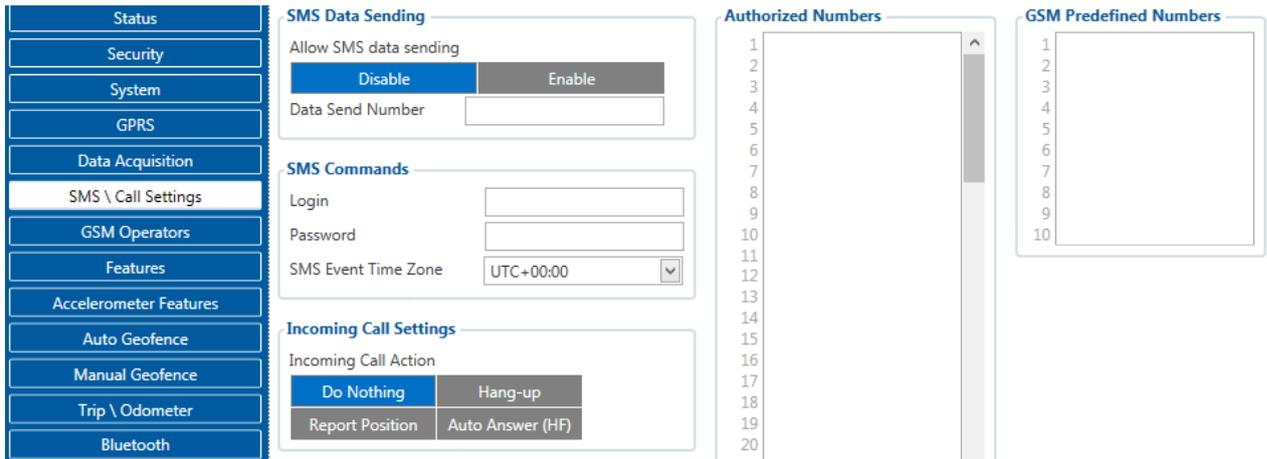 Status
Security
System
GPRS
Data Acquisition
SMS \ Call Settings
GSM Operators
Features
Accelerometer Features
Auto Geofence
Manual Geofence
Trip \ Odometer
Bluetooth
SMS Data Sending
Allow SMS data sending
Disable Enable
Data Send Number
SMS Commands
Login
Password
SMS Event Time Zone UTC+00:00
Incoming Call Settings
Incoming Call Action
Do Nothing Hang-up
Report Position Auto Answer (HF)
Authorized Numbers
1
2
3
4
5
6
7
8
9
10
11
12
13
14
15
16
17
18
19
20
GSM Predefined Numbers
1
2
3
4
5
6
7
8
9
10